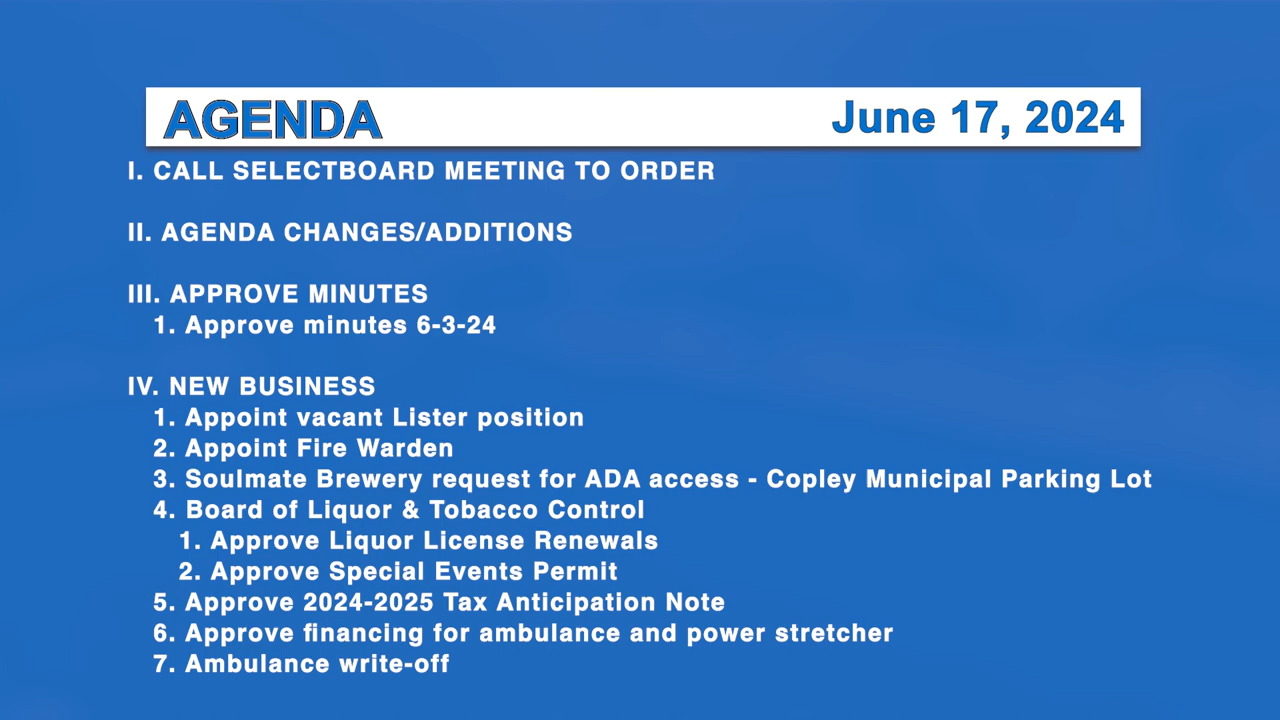 AGENDA June 17, 2024
I. CALL SELECTBOARD MEETING TO ORDER
II. AGENDA CHANGES/ADDITIONS
III. APPROVE MINUTES
1. Approve minutes 6-3-24
IV. NEW BUSINESS
1. Appoint vacant Lister position
2. Appoint Fire Warden
3. Soulmate Brewery request for ADA access - Copley Municipal Parking Lot
4. Board of Liquor & Tobacco Control
1. Approve Liquor License Renewals
2. Approve Special Events Permit
5. Approve 2024-2025 Tax Anticipation Note
6. Approve financing for ambulance and power stretcher
7. Ambulance write-off